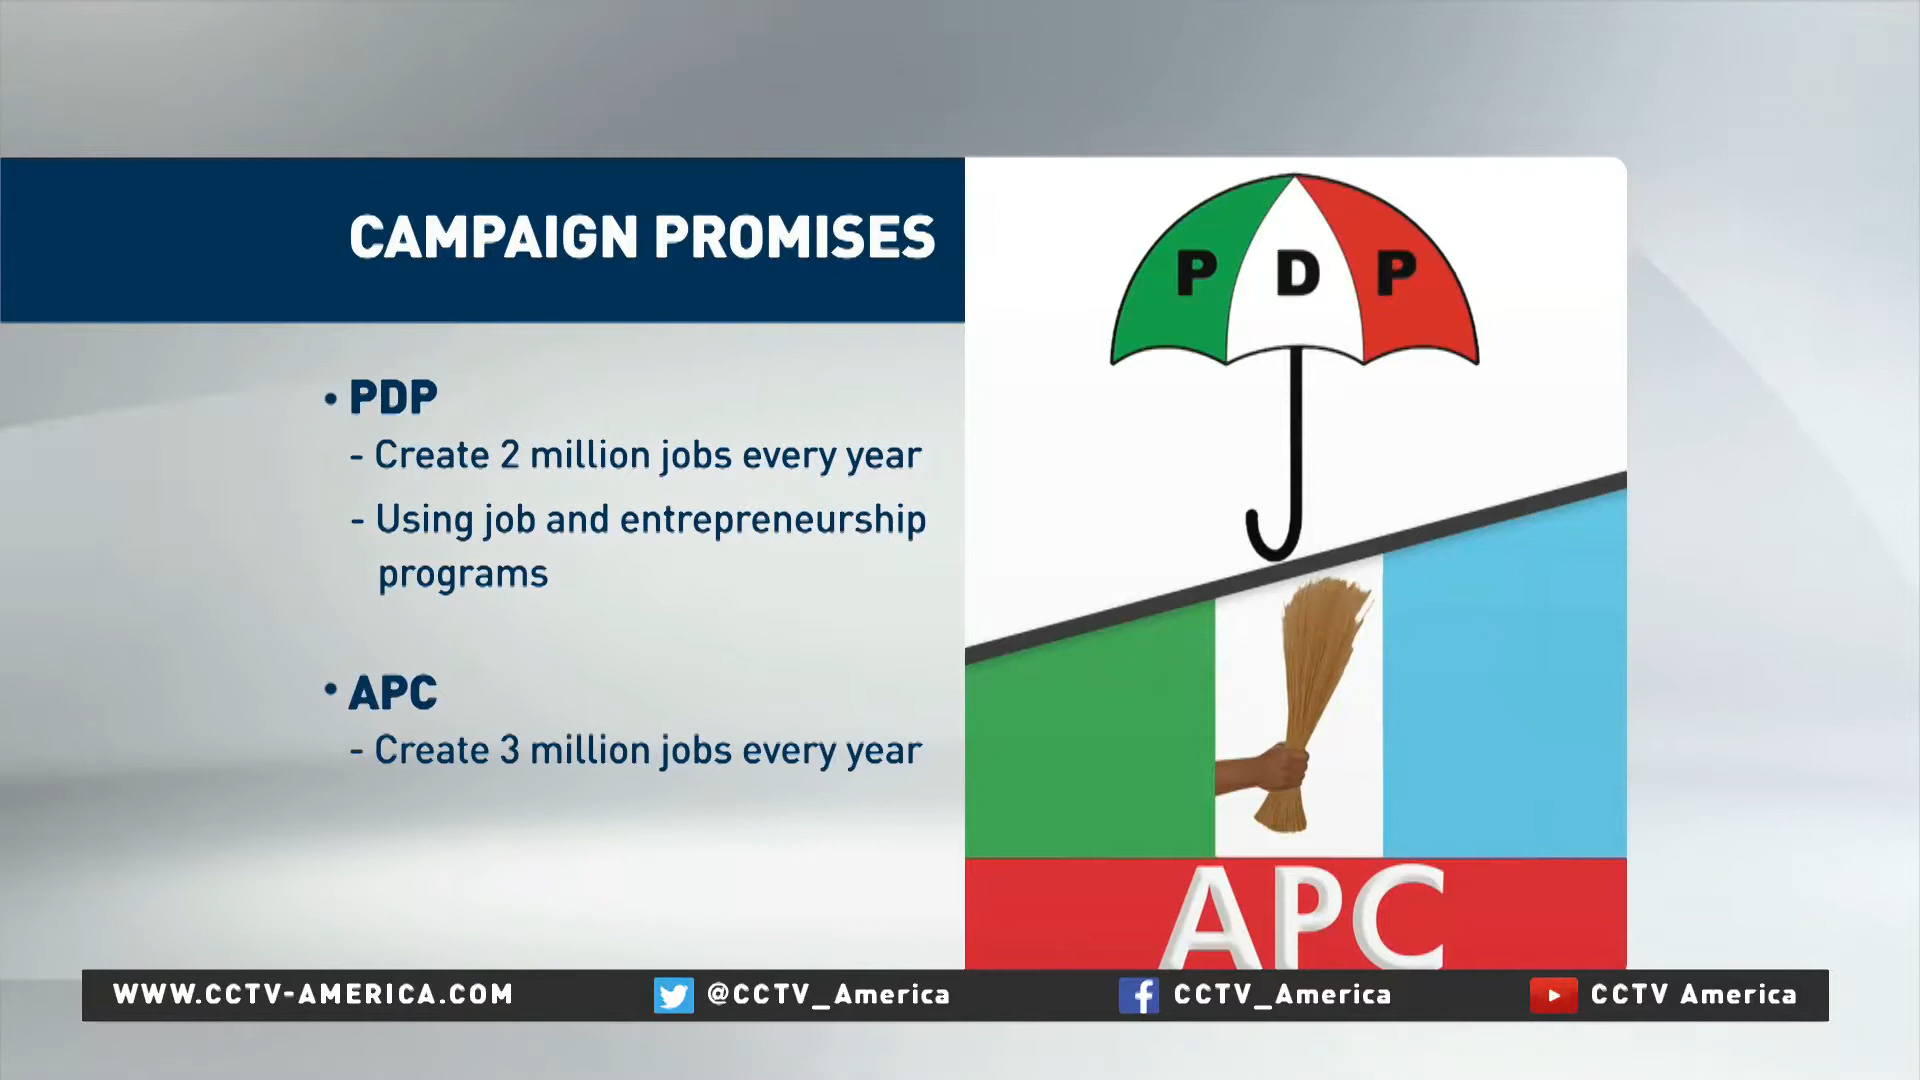 CAMPAIGN PROMISES
• PDP
- Create 2 million jobs every year
- Using job and entrepreneurship
programs
• APC
- Create 3 million jobs every year
P D P
APC
WWW.CCTV-AMERICA.COM
@CCTV_America
CCTV_America
CCTV America